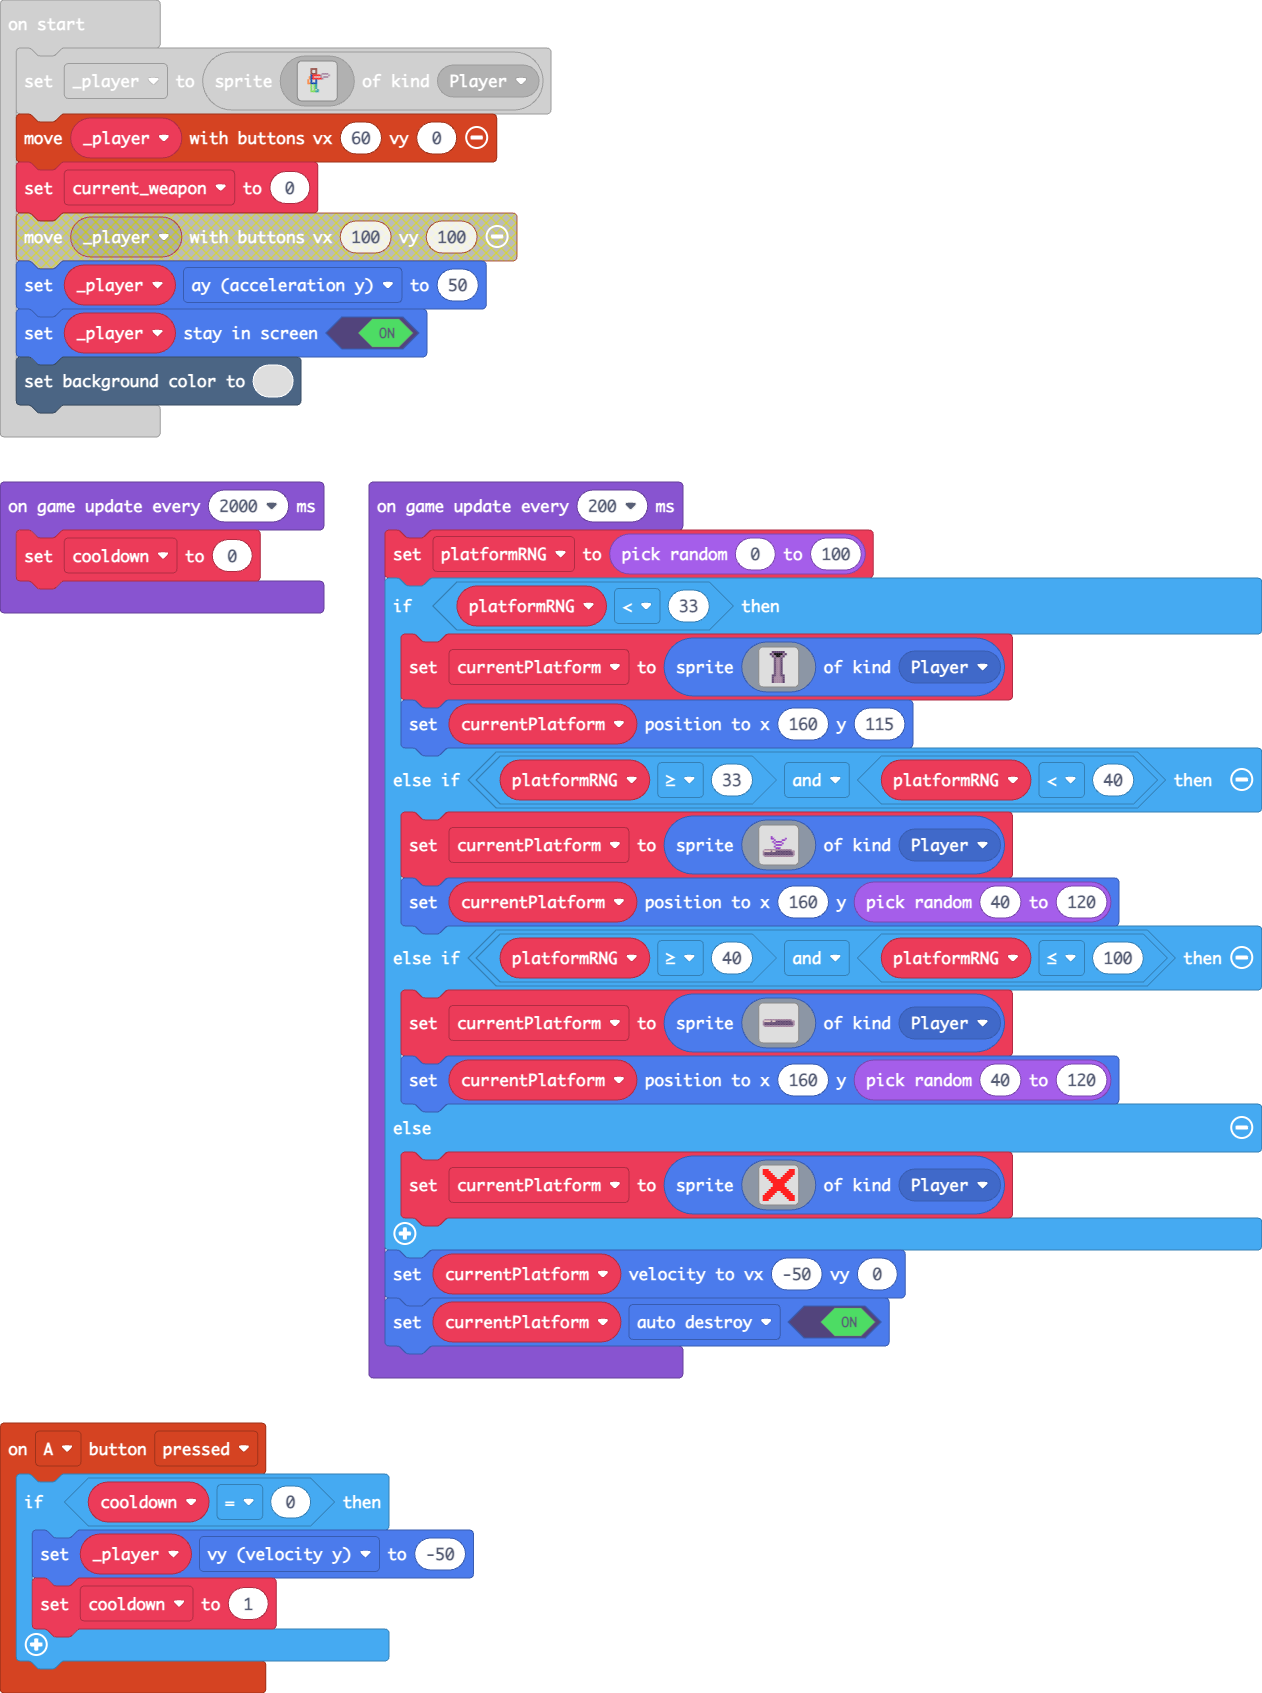 on start
set _player to sprite of kind Player
move _player with buttons vx 60 vy 0
set current_weapon to 0
move _player with buttons vx 100 vy 100
set _player ay (acceleration y) to 50
set _player stay in screen ON
set background color to
on game update every 2000 ms
set cooldown to 0
on game update every 200 ms
set platformRNG to pick random 0 to 100
if platformRNG < 33 then
set currentPlatform to sprite of kind Player
set currentPlatform position to x 160 y 115
else if platformRNG ≥ 33 and platformRNG < 40 then
set currentPlatform to sprite of kind Player
set currentPlatform position to x 160 y pick random 40 to 120
else if platformRNG ≥ 40 and platformRNG ≤ 100 then
set currentPlatform to sprite of kind Player
set currentPlatform position to x 160 y pick random 40 to 120
else
set currentPlatform to sprite of kind Player
set currentPlatform velocity to vx -50 vy 0
set currentPlatform auto destroy ON
on A button pressed
if cooldown = 0 then
set _player vy (velocity y) to -50
set cooldown to 1